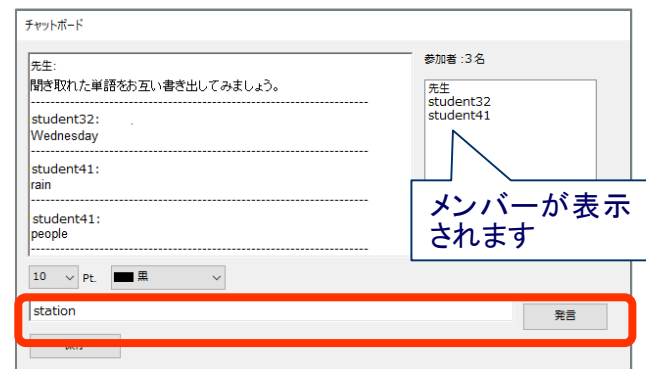 チャットボード
先生:
聞き取れた単語をお互い書き出してみましょう。
student32:
Wednesday
student41:
rain
student41:
people
参加者 :3 名
先生
student32
student41
メンバーが表示
されます
10 Pt. 黒
station
発言